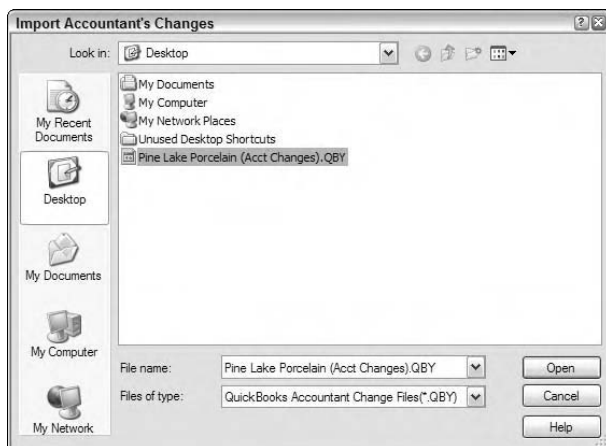 Import Accountant's Changes
Look in: Desktop
My Recent
Documents
Desktop
My Documents
My Computer
My Network
My Documents
My Computer
My Network Places
Unused Desktop Shortcuts
Pine Lake Porcelain (Acct Changes).QBY
File name: Pine Lake Porcelain (Acct Changes).QBY Open
Files of type: QuickBooks Accountant Change Files(*.QBY) Cancel
Help